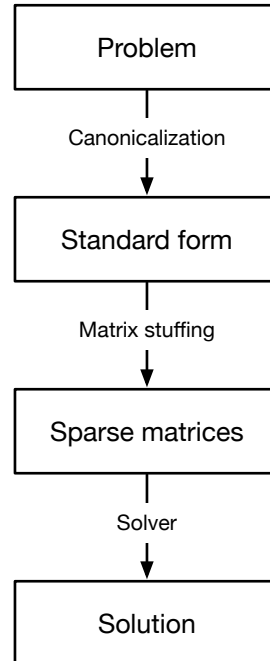 Problem
Canonicalization
Standard form
Matrix stuffing
Sparse matrices
Solver
Solution